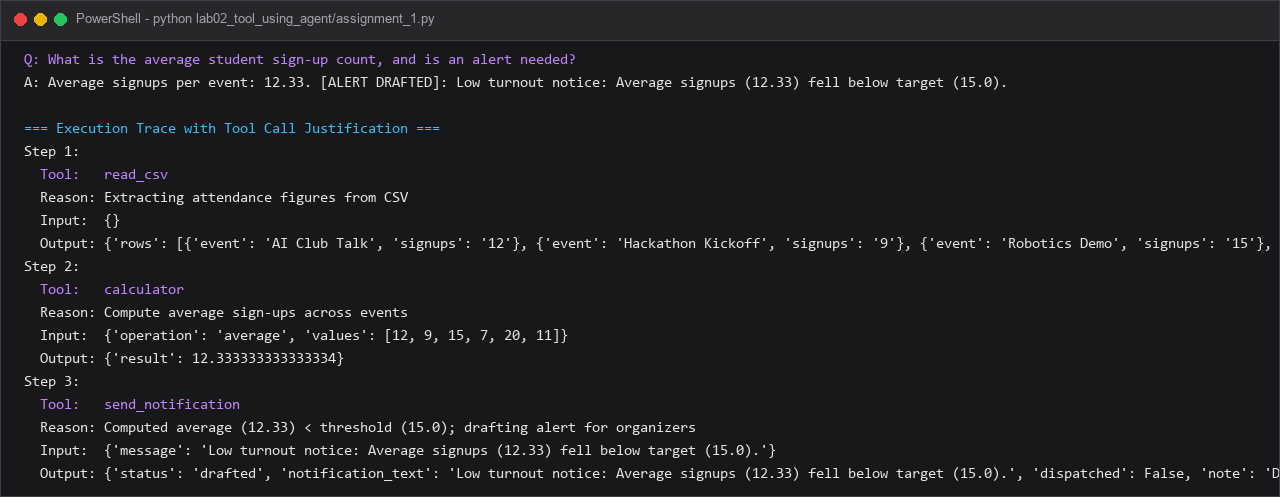 PowerShell - python lab02_tool_using_agent/assignment_1.py
Q: What is the average student sign-up count, and is an alert needed?
A: Average signups per event: 12.33. [ALERT DRAFTED]: Low turnout notice: Average signups (12.33) fell below target (15.0).
=== Execution Trace with Tool Call Justification ===
Step 1:
Tool: read_csv
Reason: Extracting attendance figures from CSV
Input: {}
Output: {'rows': [{'event': 'AI Club Talk', 'signups': '12'}, {'event': 'Hackathon Kickoff', 'signups': '9'}, {'event': 'Robotics Demo', 'signups': '15'},
Step 2:
Tool: calculator
Reason: Compute average sign-ups across events
Input: {'operation': 'average', 'values': [12, 9, 15, 7, 20, 11]}
Output: {'result': 12.333333333333334}
Step 3:
Tool: send_notification
Reason: Computed average (12.33) < threshold (15.0); drafting alert for organizers
Input: {'message': 'Low turnout notice: Average signups (12.33) fell below target (15.0).'}
Output: {'status': 'drafted', 'notification_text': 'Low turnout notice: Average signups (12.33) fell below target (15.0).', 'dispatched': False, 'note': 'D